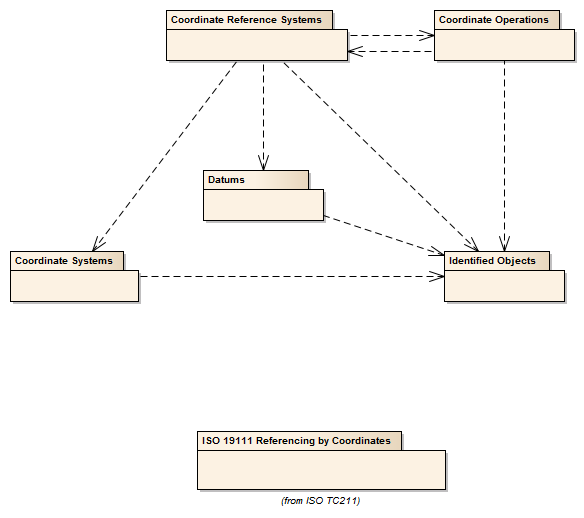 Coordinate Reference Systems
Coordinate Operations
Datums
Coordinate Systems
Identified Objects
ISO 19111 Referencing by Coordinates
(from ISO TC211)